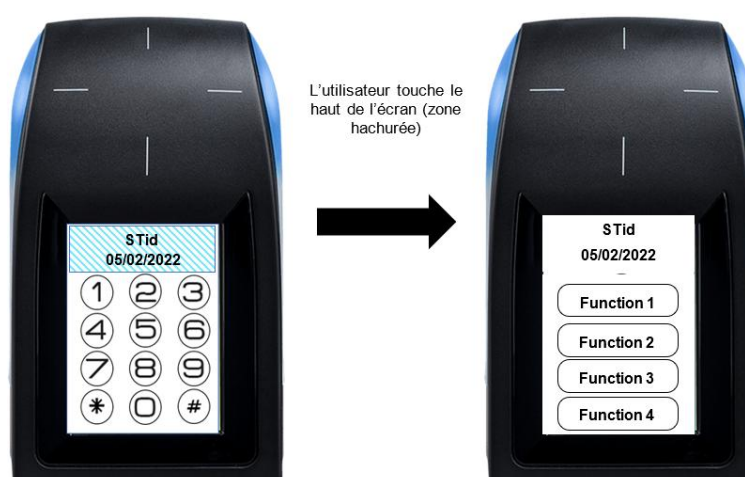 STid
05/02/2022
1 2 3
4 5 6
7 8 9
* 0 #
L'utilisateur touche le
haut de l'écran (zone
hachurée)
STid
05/02/2022
Function 1
Function 2
Function 3
Function 4